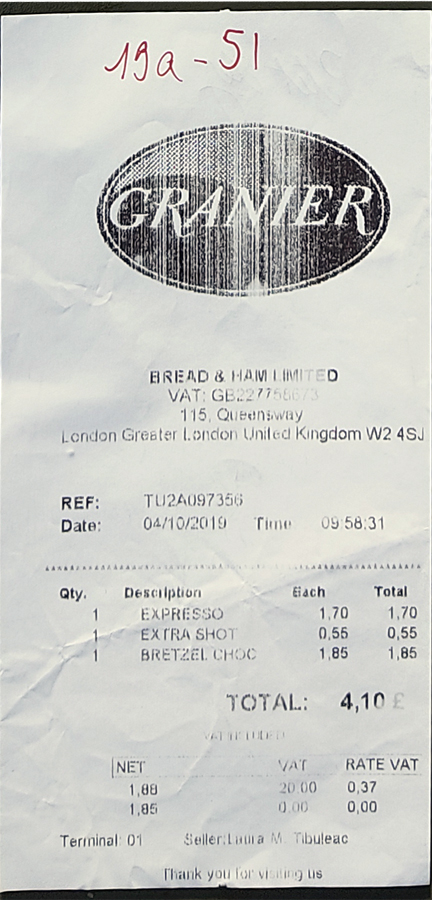 19a - 51
GRANIER
BREAD & HAM LIMITED
VAT:
115, Queensway
London Greater London United Kingdom W2 4SJ
REF: TU2A097356
Date: 04/10/2019 Time 09:58:31
Qty. Description Each Total
1 EXPRESSO 1,70 1,70
1 EXTRA SHOT 0,55 0,55
1 BRETZEL CHOC 1,85 1,85
TOTAL: 4,10 £
VAT INCLUDED
NET VAT RATE VAT
1,88 20.00 0,37
1,85 0.00 0,00
Terminal: 01 Seller:Laura M. Tibuleac
Thank you for visiting us